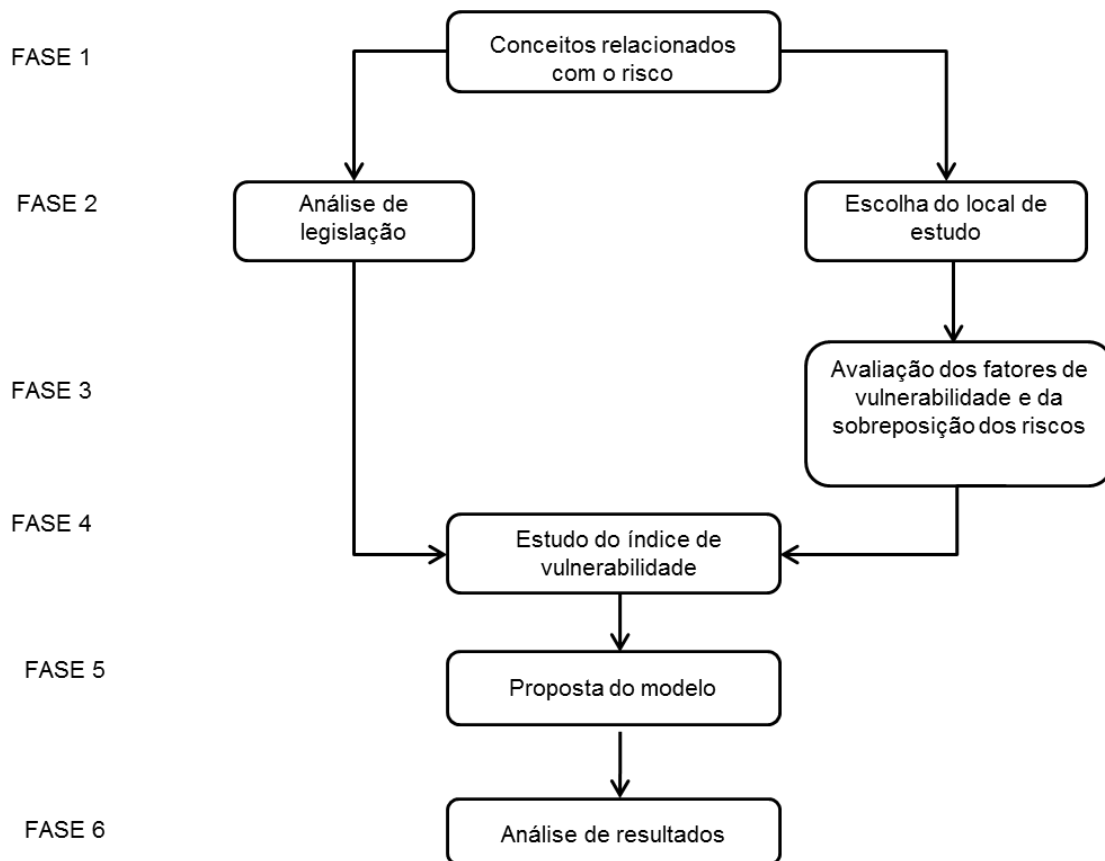 FASE 1
Conceitos relacionados
com o risco
FASE 2
Análise de
legislação
Escolha do local de
estudo
FASE 3
Avaliação dos fatores de
vulnerabilidade e da
sobreposição dos riscos
FASE 4
Estudo do índice de
vulnerabilidade
FASE 5
Proposta do modelo
FASE 6
Análise de resultados